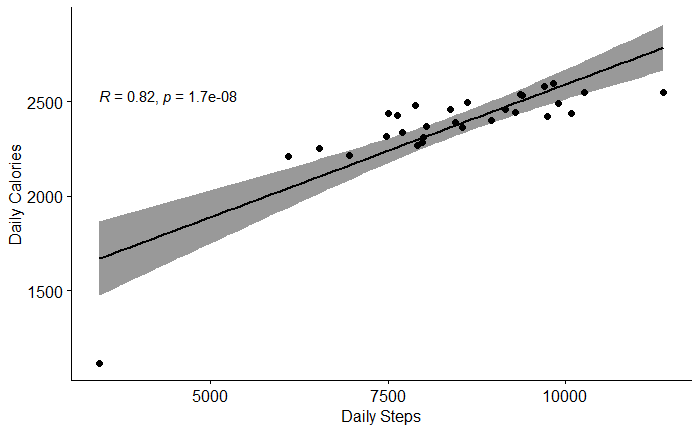 R = 0.82, p = 1.7e-08
2500
2000
1500
Daily Calories
5000 7500 10000
Daily Steps